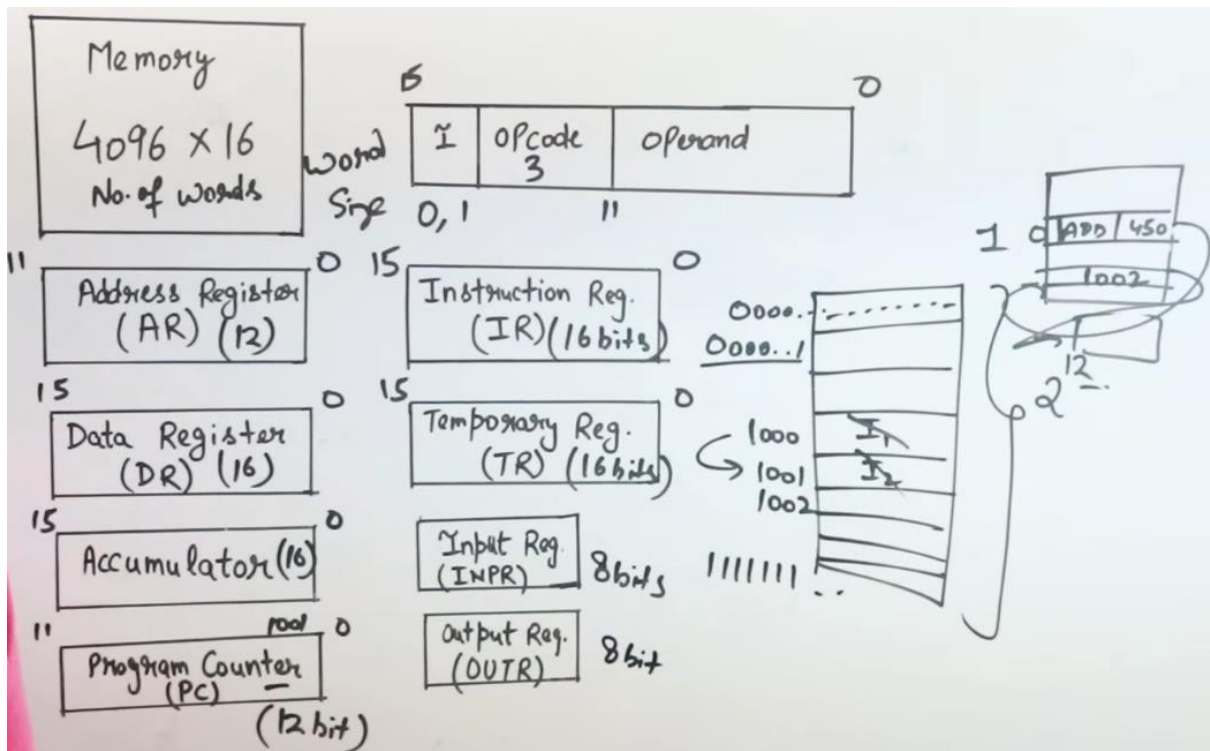 Memory
4096 X 16
No. of words
word
Size
5 0
I OPcode operand
3
0, 1 11
11 0
Address Register
(AR) (12)
15 0
Instruction Reg.
(IR) (16 bits)
15 0
Data Register
(DR) (16)
15 0
Temporary Reg.
(TR) (16 bits)
15 0
Accumulator (16)
Input Reg.
(INPR) 8 bits
11 1001 0
Program Counter
(PC)
(12 bit)
Output Reg.
(OUTR) 8 bit
0000. .......
0000..1
1000 I₁
1001 I₂
1002
1111111 ..
1 0 ADD 450
1002
2 12